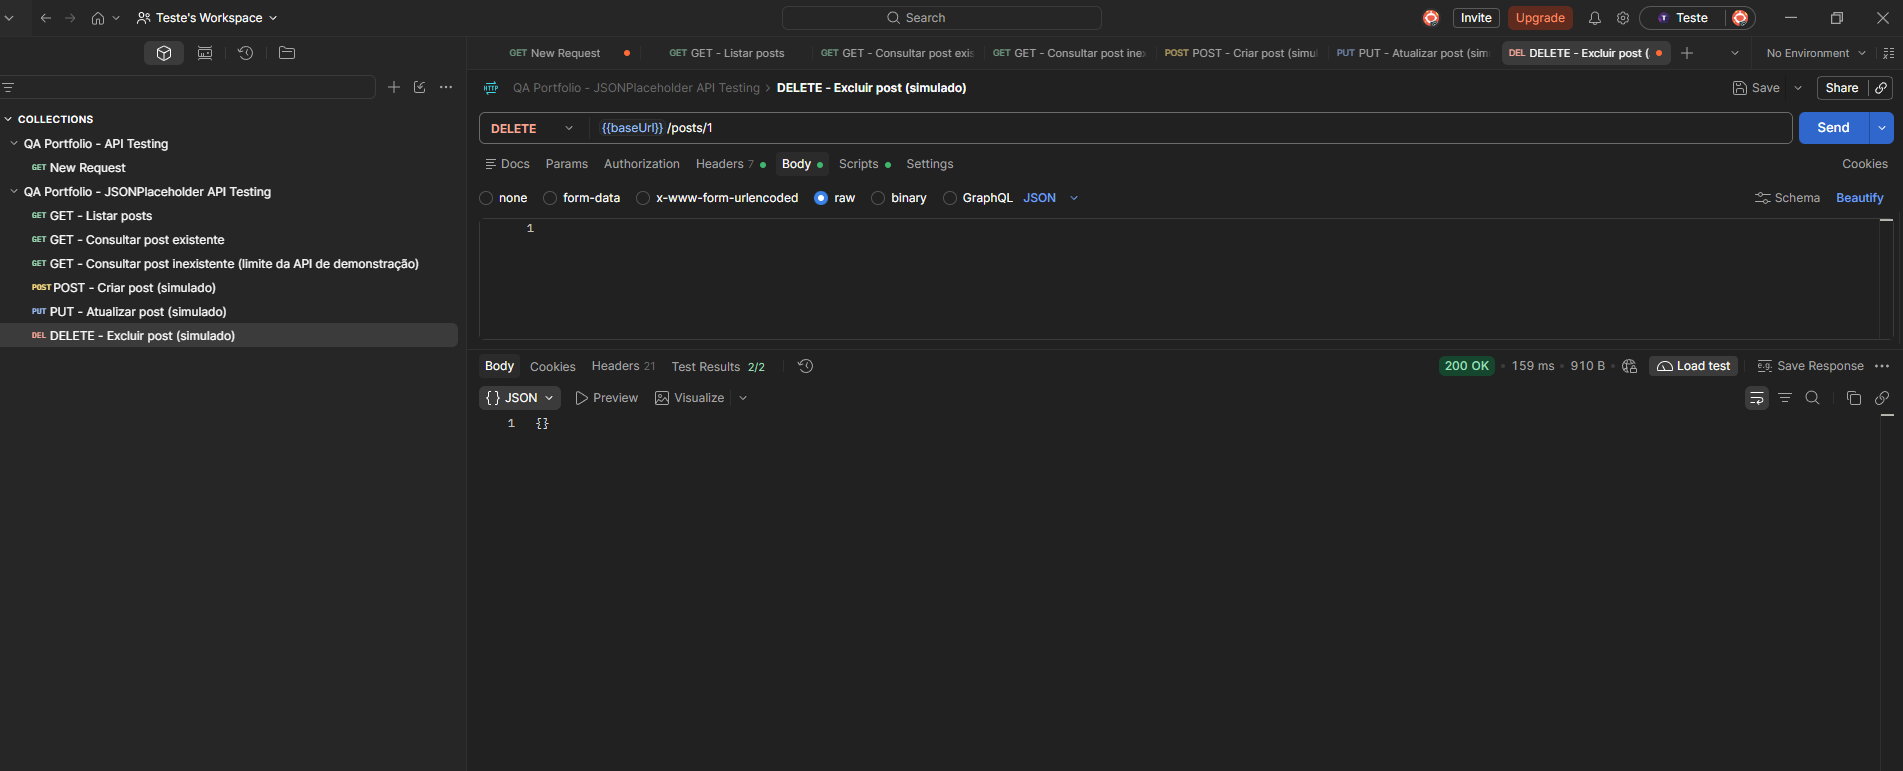 Teste's Workspace
Search
Invite
Upgrade
Teste
GET New Request
GET GET - Listar posts
GET GET - Consultar post exis
GET GET - Consultar post inex
POST POST - Criar post (simul
PUT PUT - Atualizar post (sim
DEL DELETE - Excluir post (
No Environment
HTTP QA Portfolio - JSONPlaceholder API Testing > DELETE - Excluir post (simulado)
Save
Share
COLLECTIONS
QA Portfolio - API Testing
GET New Request
QA Portfolio - JSONPlaceholder API Testing
GET GET - Listar posts
GET GET - Consultar post existente
GET GET - Consultar post inexistente (limite da API de demonstração)
POST POST - Criar post (simulado)
PUT PUT - Atualizar post (simulado)
DEL DELETE - Excluir post (simulado)
DELETE {{baseUrl}} /posts/1
Send
Docs Params Authorization Headers 7 Body Scripts Settings
Cookies
none form-data x-www-form-urlencoded raw binary GraphQL JSON
Schema Beautify
1
Body Cookies Headers 21 Test Results 2/2
200 OK • 159 ms • 910 B
Load test
e.g. Save Response
{ } JSON Preview Visualize
1 {}